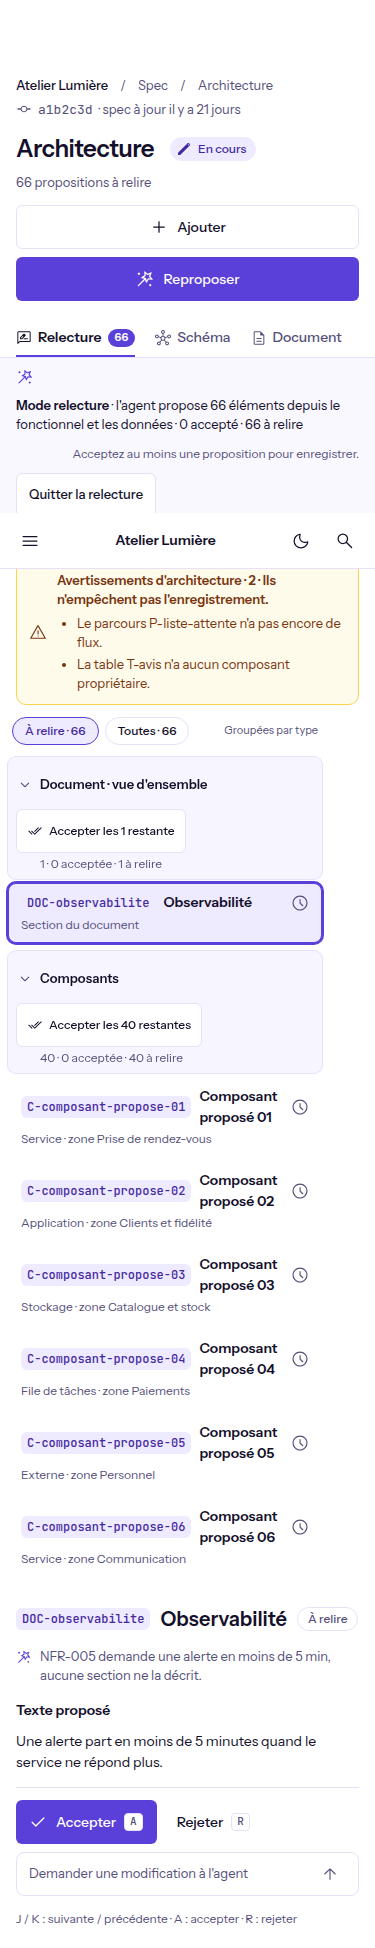 Atelier Lumière / Spec / Architecture
a1b2c3d · spec à jour il y a 21 jours
Architecture En cours
66 propositions à relire
Ajouter
Reproposer
Relecture 66 Schéma Document
Mode relecture · l'agent propose 66 éléments depuis le
fonctionnel et les données · 0 accepté · 66 à relire
Acceptez au moins une proposition pour enregistrer.
Quitter la relecture
Atelier Lumière
Avertissements d'architecture · 2 · Ils
n'empêchent pas l'enregistrement.
• Le parcours P-liste-attente n'a pas encore de
flux.
• La table T-avis n'a aucun composant
propriétaire.
À relire · 66 Toutes · 66 Groupées par type
Document · vue d'ensemble
Accepter les 1 restante
1 · 0 acceptée · 1 à relire
DOC-observabilite Observabilité
Section du document
Composants
Accepter les 40 restantes
40 · 0 acceptée · 40 à relire
C-composant-propose-01 Composant
proposé 01
Service · zone Prise de rendez-vous
C-composant-propose-02 Composant
proposé 02
Application · zone Clients et fidélité
C-composant-propose-03 Composant
proposé 03
Stockage · zone Catalogue et stock
C-composant-propose-04 Composant
proposé 04
File de tâches · zone Paiements
C-composant-propose-05 Composant
proposé 05
Externe · zone Personnel
C-composant-propose-06 Composant
proposé 06
Service · zone Communication
DOC-observabilite Observabilité À relire
NFR-005 demande une alerte en moins de 5 min,
aucune section ne la décrit.
Texte proposé
Une alerte part en moins de 5 minutes quand le
service ne répond plus.
Accepter A Rejeter R
Demander une modification à l'agent
J / K : suivante / précédente · A : accepter · R : rejeter